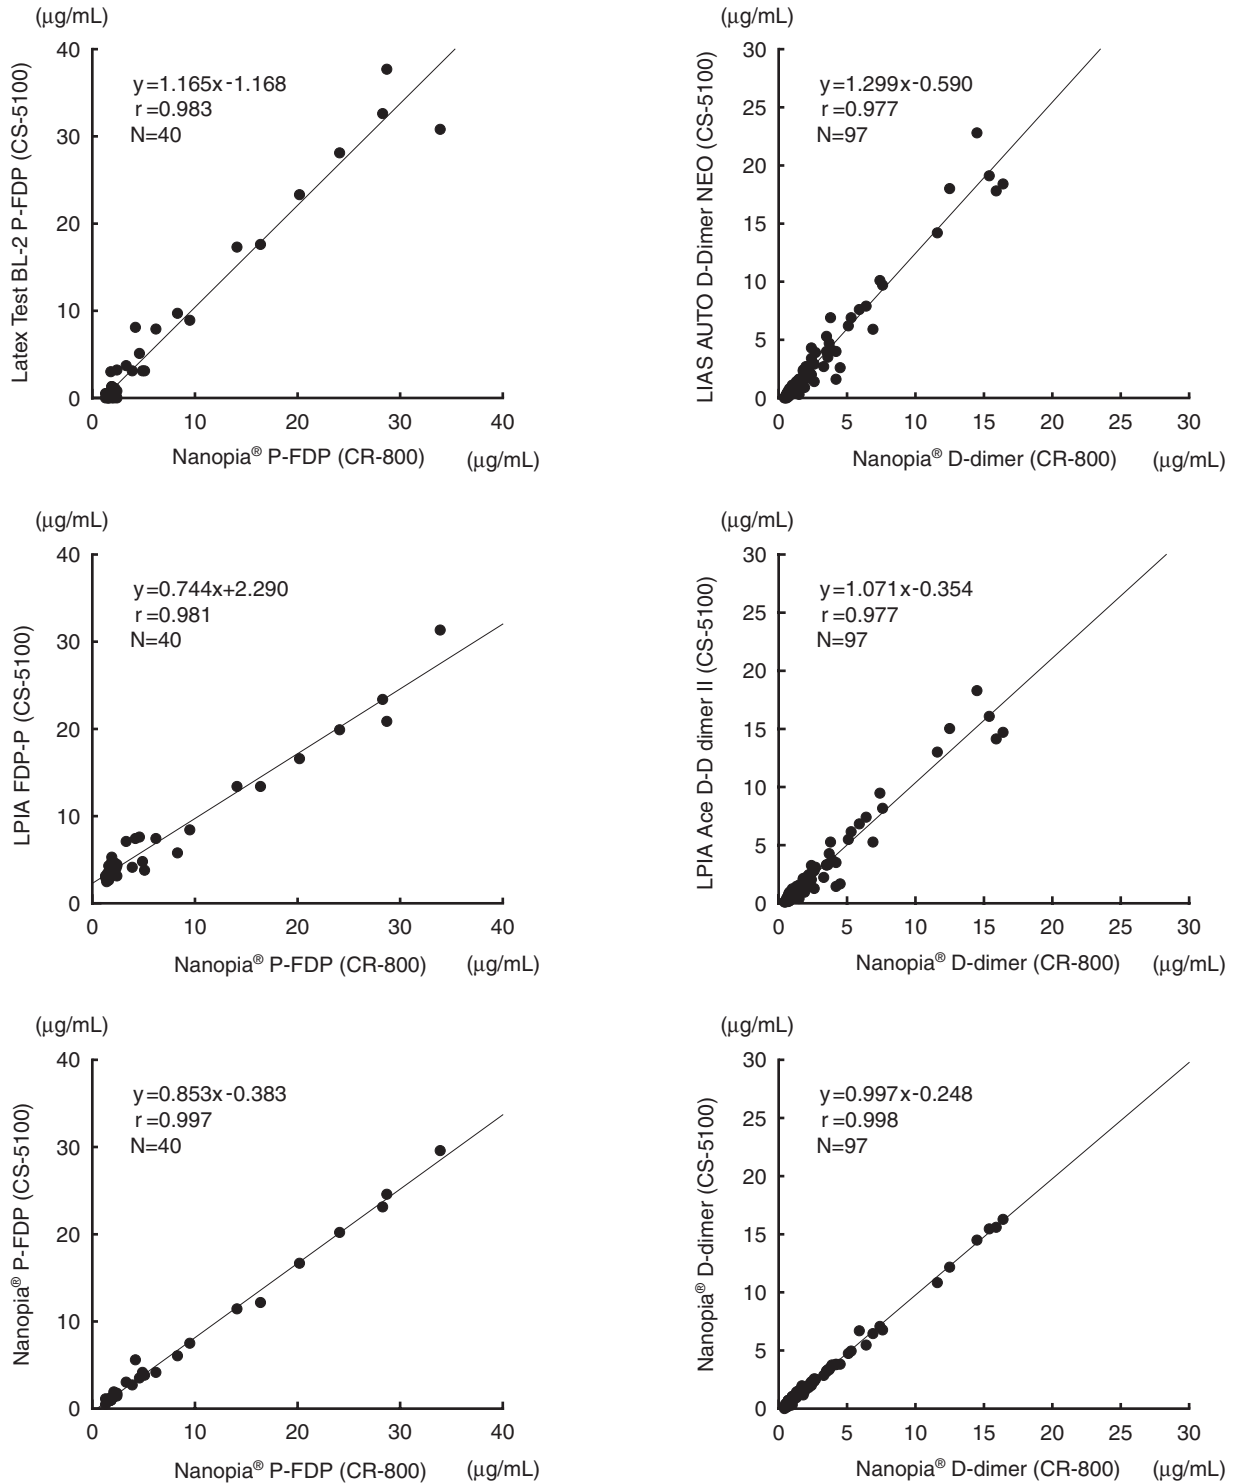 (μg/mL)
Latex Test BL-2 P-FDP (CS-5100)
40
30
20
10
0
y=1.165x-1.168
r=0.983
N=40
0 10 20 30 40
Nanopia® P-FDP (CR-800) (μg/mL)
(μg/mL)
LIAS AUTO D-Dimer NEO (CS-5100)
30
25
20
15
10
5
0
y=1.299x-0.590
r=0.977
N=97
0 5 10 15 20 25 30
Nanopia® D-dimer (CR-800) (μg/mL)
(μg/mL)
LPIA FDP-P (CS-5100)
40
30
20
10
0
y=0.744x+2.290
r=0.981
N=40
0 10 20 30 40
Nanopia® P-FDP (CR-800) (μg/mL)
(μg/mL)
LPIA Ace D-D dimer II (CS-5100)
30
25
20
15
10
5
0
y=1.071x-0.354
r=0.977
N=97
0 5 10 15 20 25 30
Nanopia® D-dimer (CR-800) (μg/mL)
(μg/mL)
Nanopia® P-FDP (CS-5100)
40
30
20
10
0
y=0.853x-0.383
r=0.997
N=40
0 10 20 30 40
Nanopia® P-FDP (CR-800) (μg/mL)
(μg/mL)
Nanopia® D-dimer (CS-5100)
30
25
20
15
10
5
0
y=0.997x-0.248
r=0.998
N=97
0 5 10 15 20 25 30
Nanopia® D-dimer (CR-800) (μg/mL)